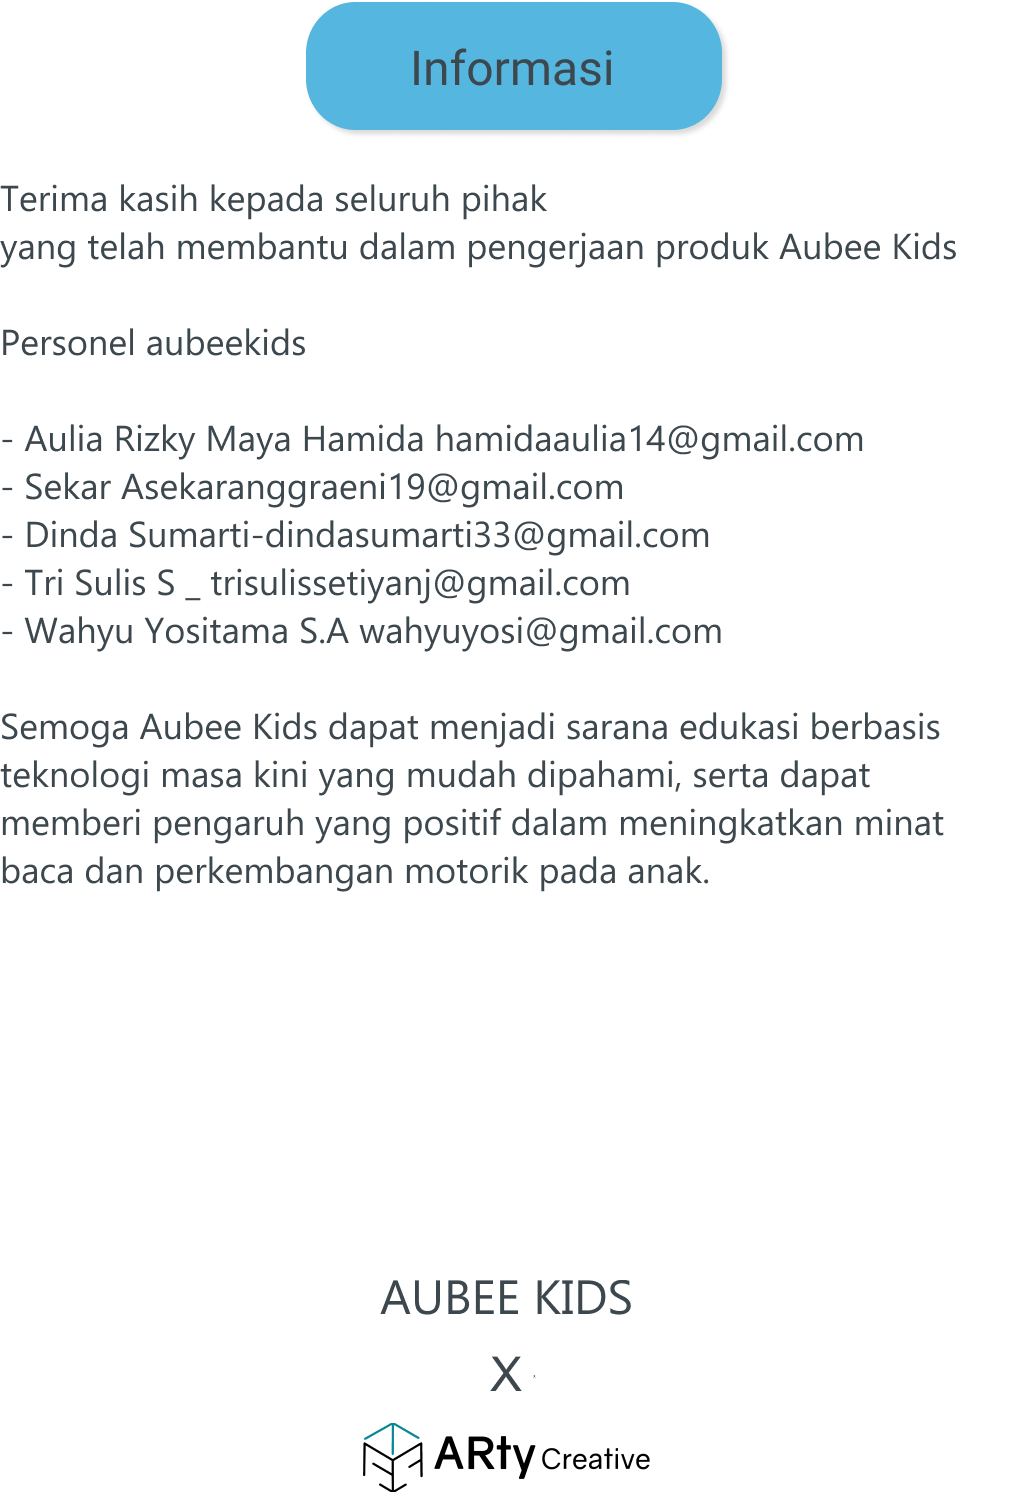 Informasi
Terima kasih kepada seluruh pihak
yang telah membantu dalam pengerjaan produk Aubee Kids
Personel aubeekids
- Aulia Rizky Maya Hamida hamidaaulia14@gmail.com
- Sekar Asekaranggraeni19@gmail.com
- Dinda Sumarti-dindasumarti33@gmail.com
- Tri Sulis S _ trisulissetiyanj@gmail.com
- Wahyu Yositama S.A wahyuyosi@gmail.com
Semoga Aubee Kids dapat menjadi sarana edukasi berbasis
teknologi masa kini yang mudah dipahami, serta dapat
memberi pengaruh yang positif dalam meningkatkan minat
baca dan perkembangan motorik pada anak.
AUBEE KIDS
X
ARty Creative